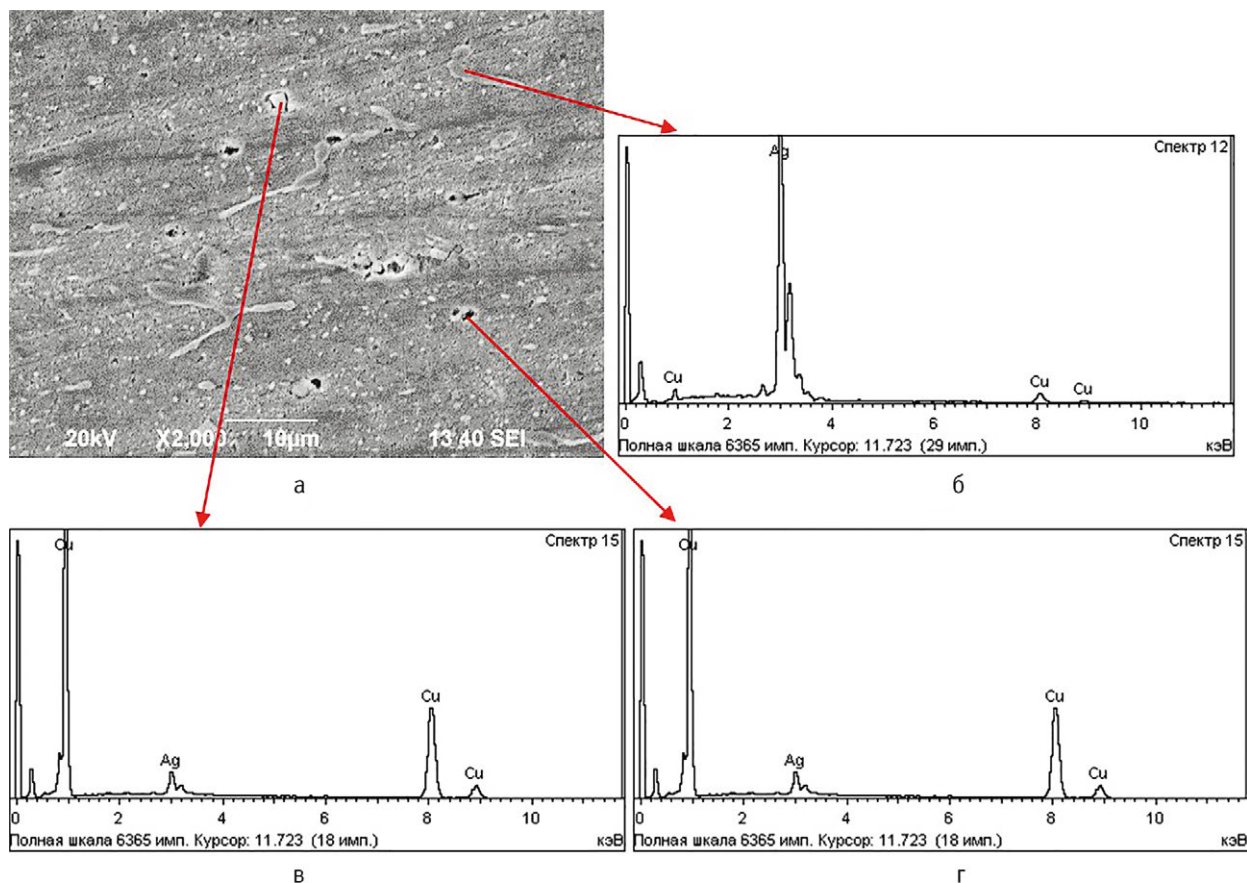 20kV X2,000 10µm 13 40 SEI
а
Спектр 12
Ag
Cu
Cu
Cu
2 4 6 8 10
Полная шкала 6365 имп. Курсор: 11.723 (29 имп.)
кэВ
б
Спектр 15
Cu
Ag
Cu
Cu
0 2 4 6 8 10
Полная шкала 6365 имп. Курсор: 11.723 (18 имп.)
кэВ
в
Спектр 15
Cu
Ag
Cu
Cu
0 2 4 6 8 10
Полная шкала 6365 имп. Курсор: 11.723 (18 имп.)
кэВ
г